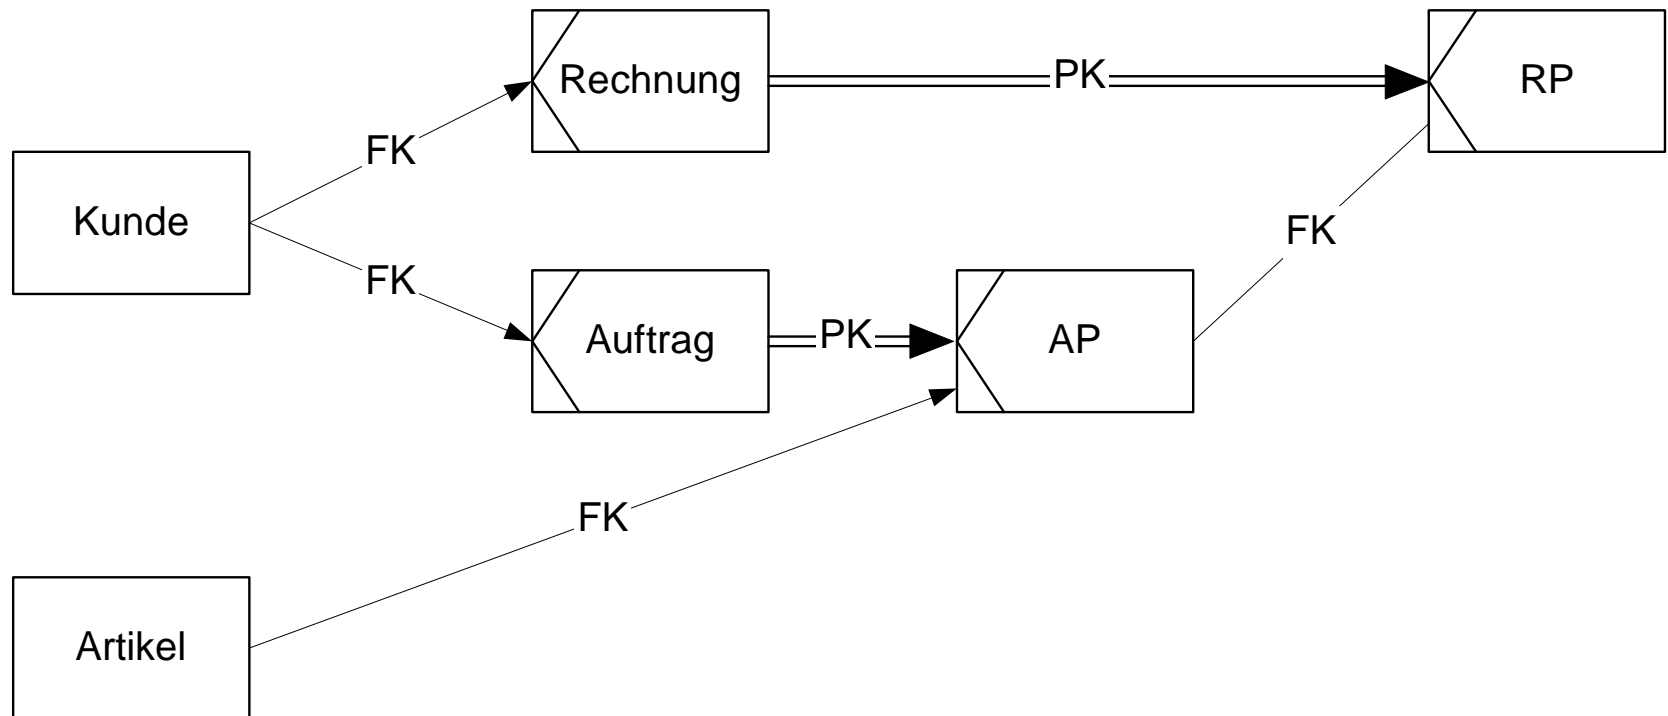 Rechnung
PK
RP
FK
Kunde
FK
FK
Auftrag
PK
AP
FK
Artikel